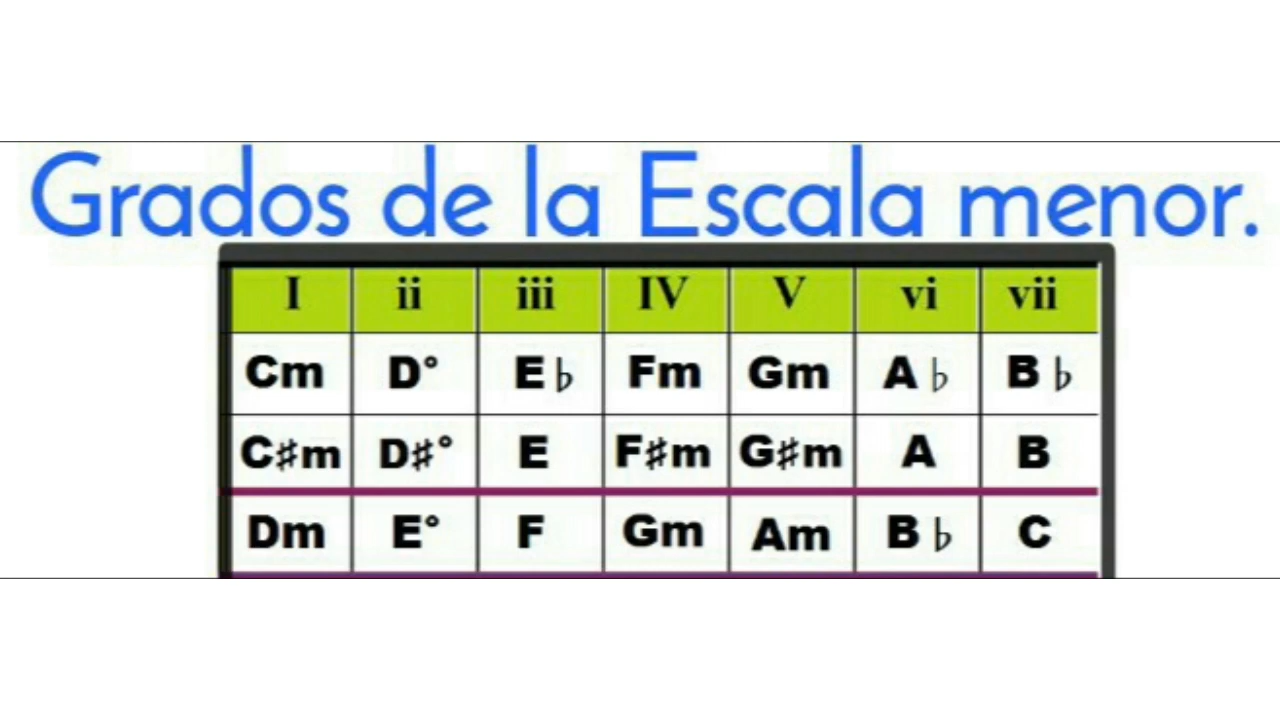 Grados de la Escala menor.
I ii iii IV V vi vii
Cm D° E♭ Fm Gm A♭ B♭
C♯m D♯° E F♯m G♯m A B
Dm E° F Gm Am B♭ C